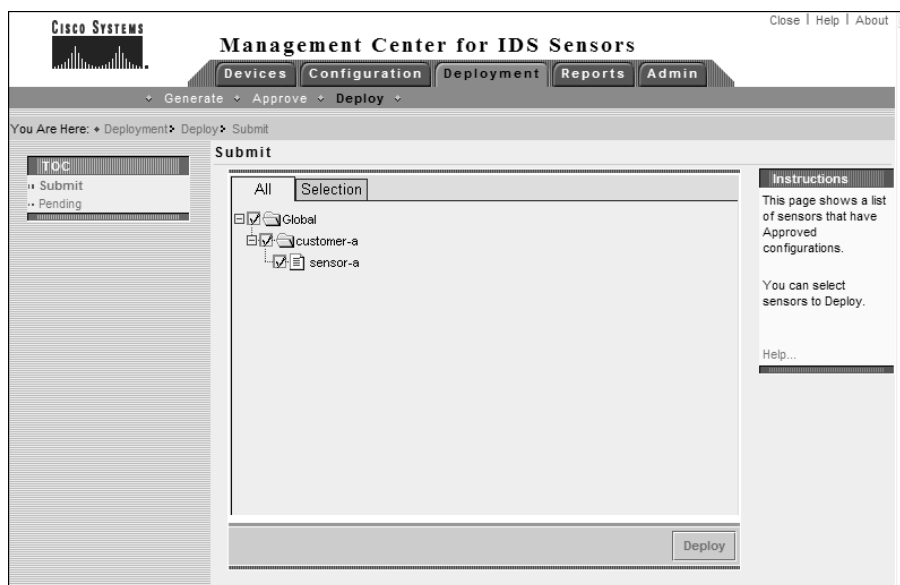 Close | Help | About
CISCO SYSTEMS
Management Center for IDS Sensors
Devices Configuration Deployment Reports Admin
Generate Approve Deploy
You Are Here: Deployment Deploy Submit
Submit
TOC
Submit
Pending
All Selection
Global
customer-a
sensor-a
Deploy
Instructions
This page shows a list
of sensors that have
Approved
configurations.
You can select
sensors to Deploy.
Help...